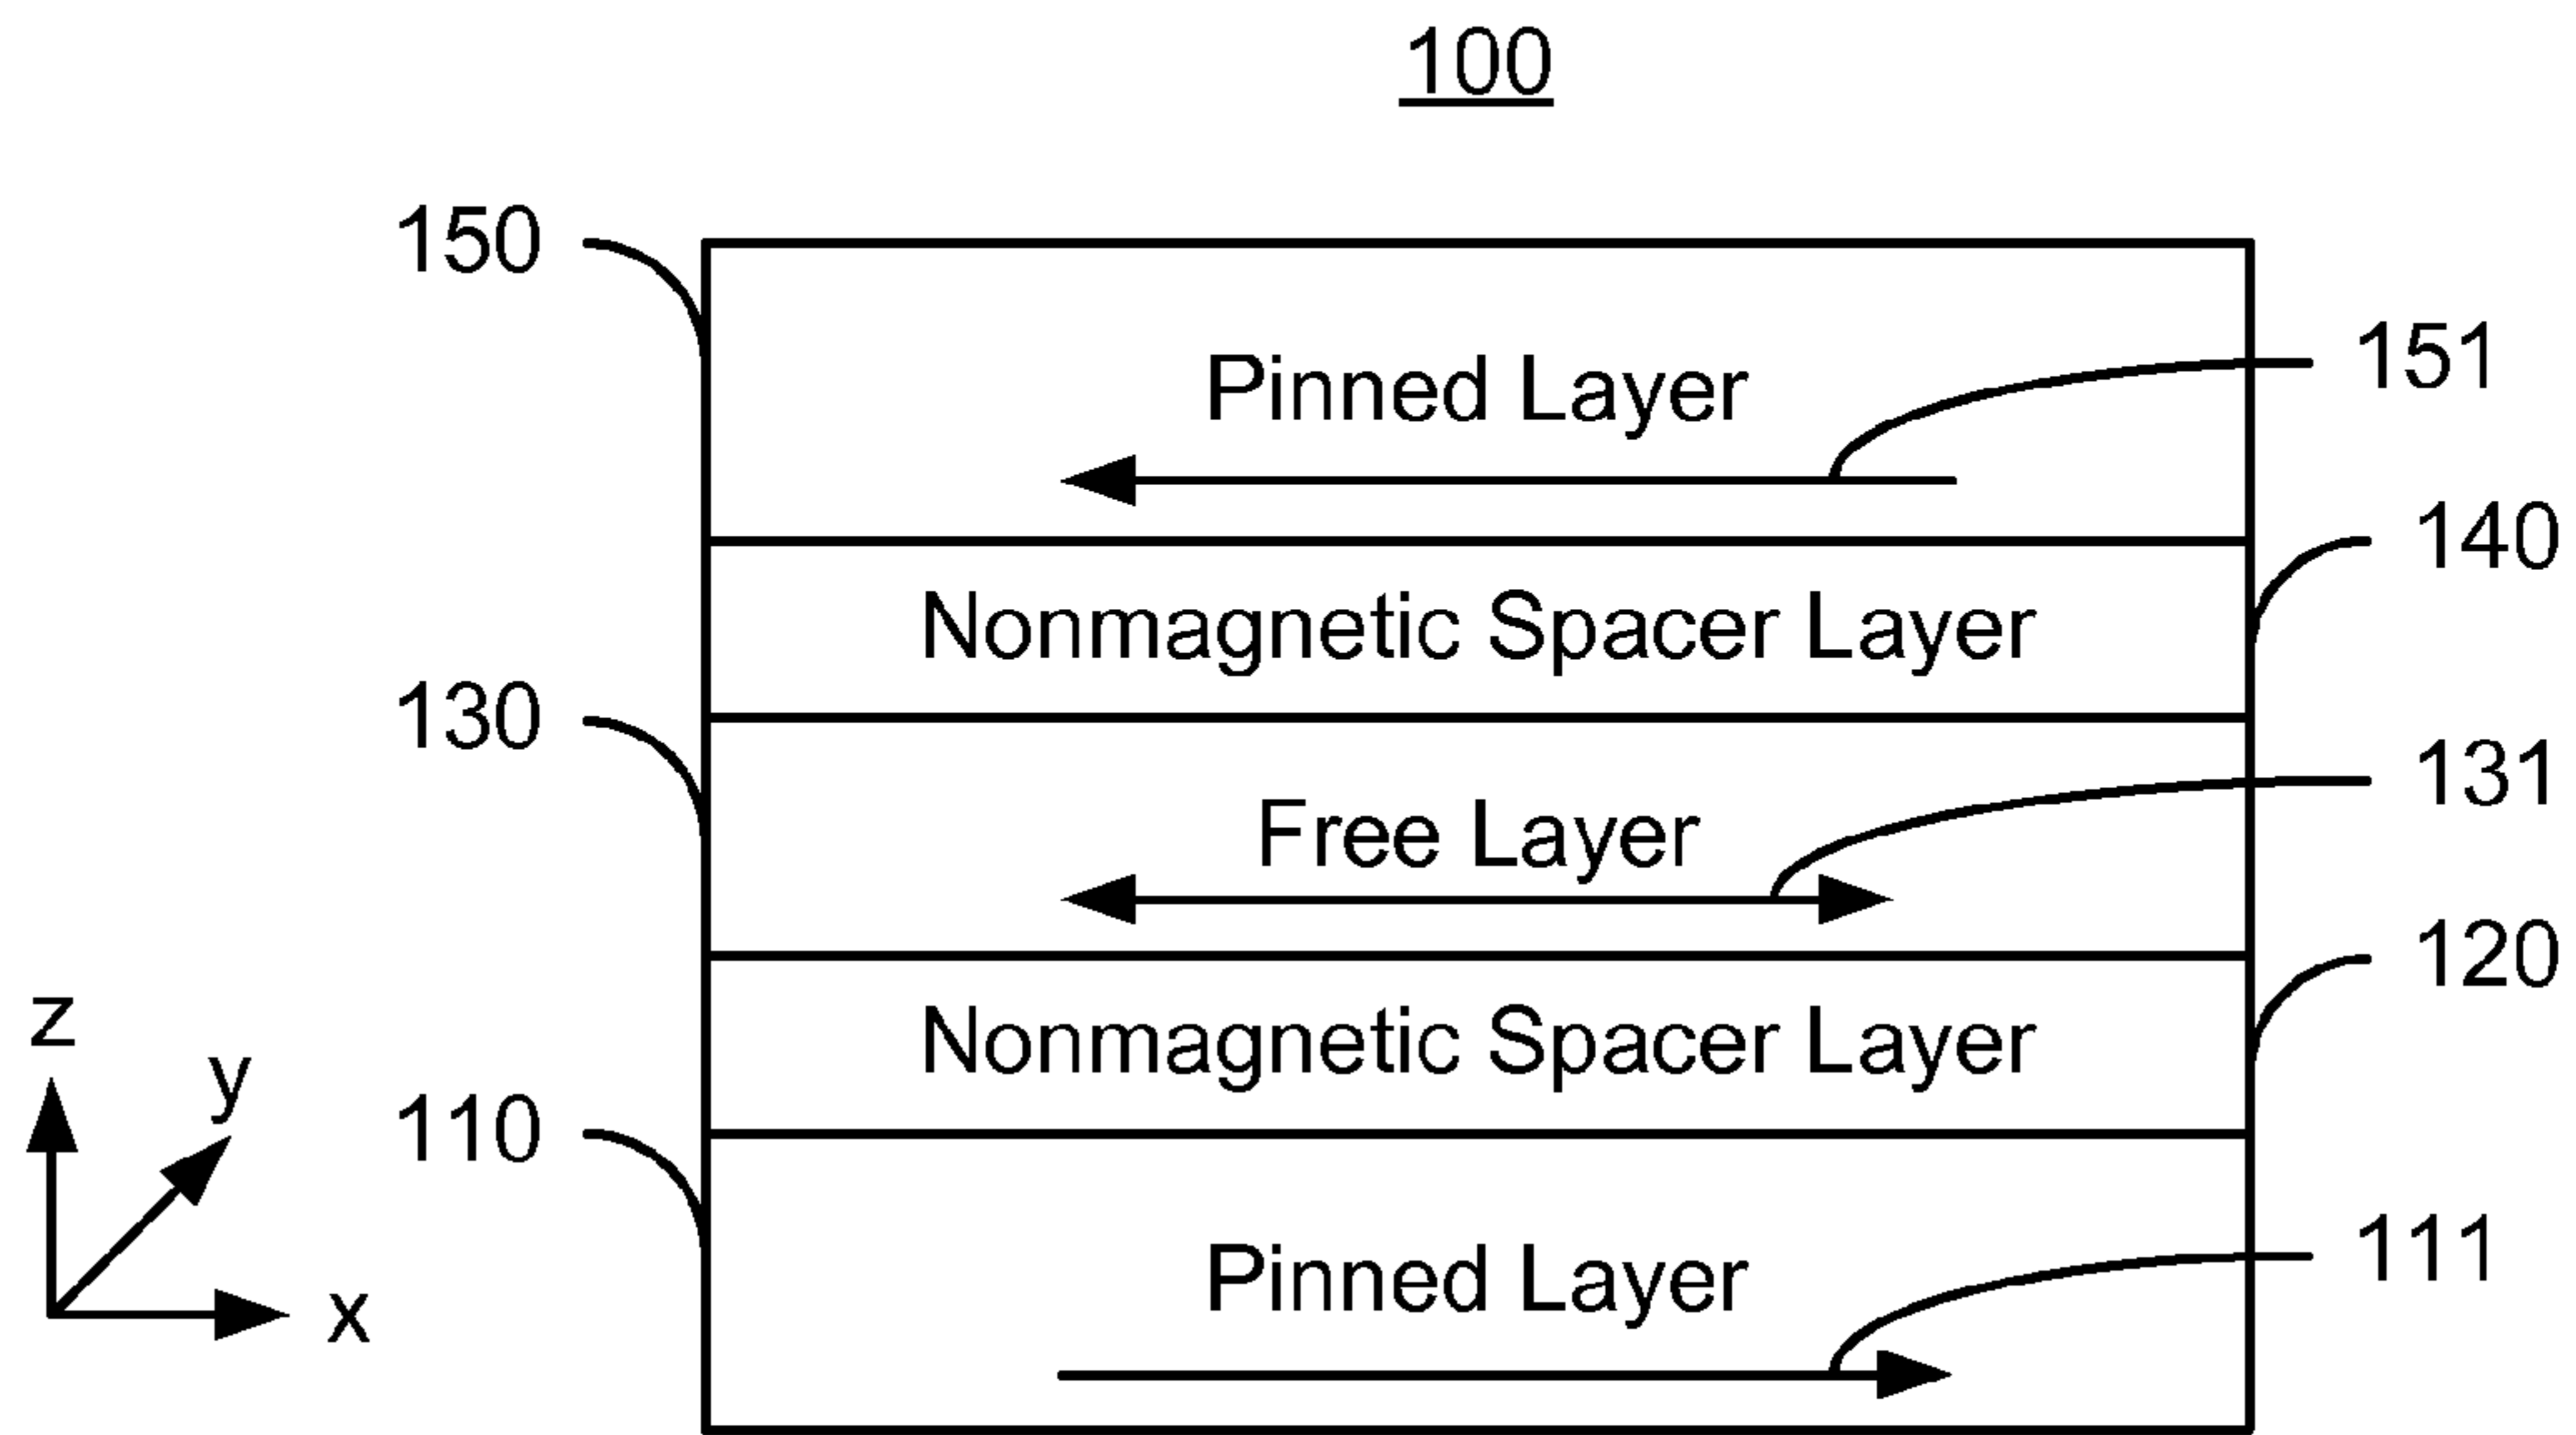 100
150
Pinned Layer
151
140
Nonmagnetic Spacer Layer
130
131
Free Layer
120
Nonmagnetic Spacer Layer
z
y
110
Pinned Layer
111
x